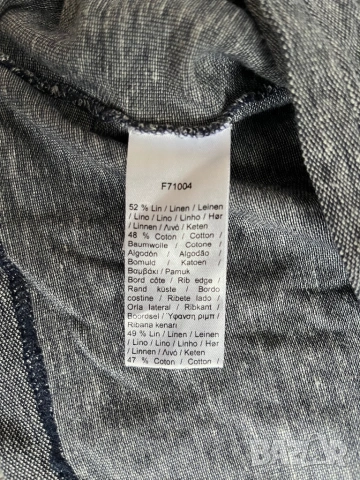 F71004
52 % Lin / Linen / Leinen
/ Lino / Lino / Linho / Hør
/ Linnen / Λινό / Keten
48 % Coton / Cotton /
Baumwolle / Cotone /
Algodón / Algodão /
Bomuld / Katoen /
Βαμβάκι / Pamuk
Bord côte / Rib edge /
Rand küste / Bordo
costine / Ribete lado /
Orla lateral / Ribkant /
Boordsel / Υφανση ριμπ /
Ribana kenarı
49 % Lin / Linen / Leinen
/ Lino / Lino / Linho / Hør
/ Linnen / Λινό / Keten
47 % Coton / Cotton /
BAZAR